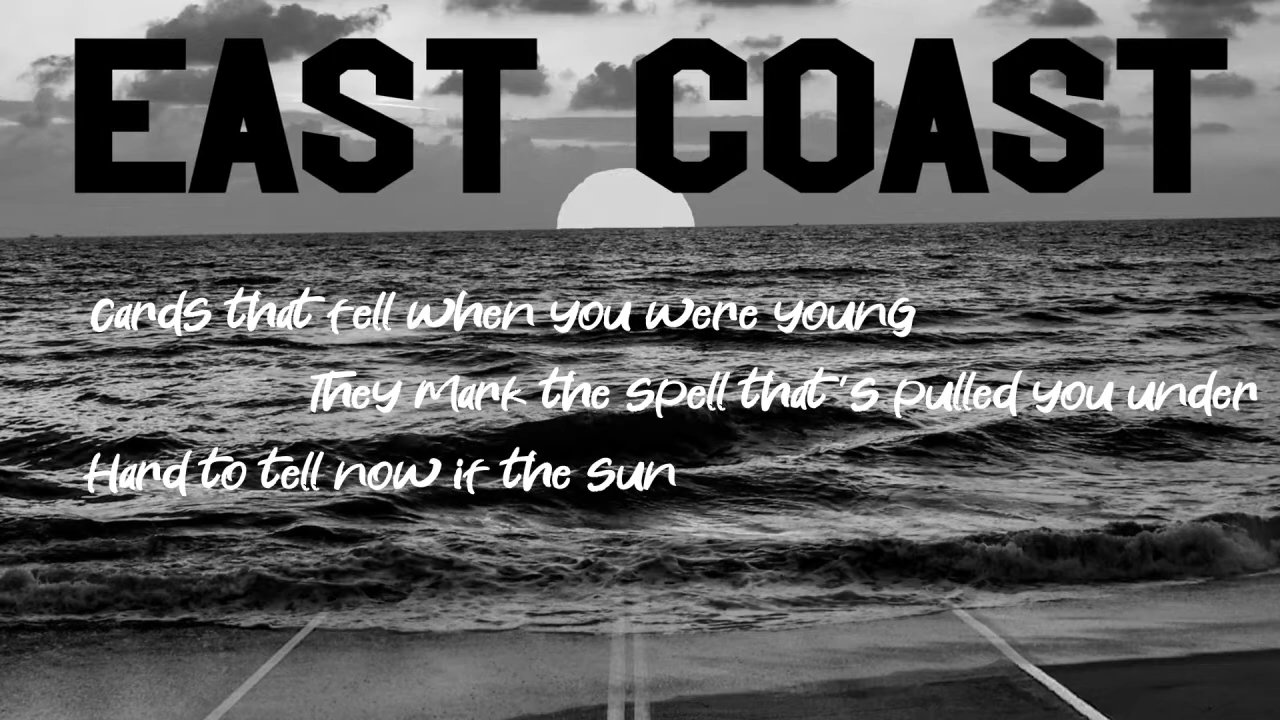 EAST COAST
Cards that fell when you were young
They mark the spell that's pulled you under
Hard to tell now if the sun